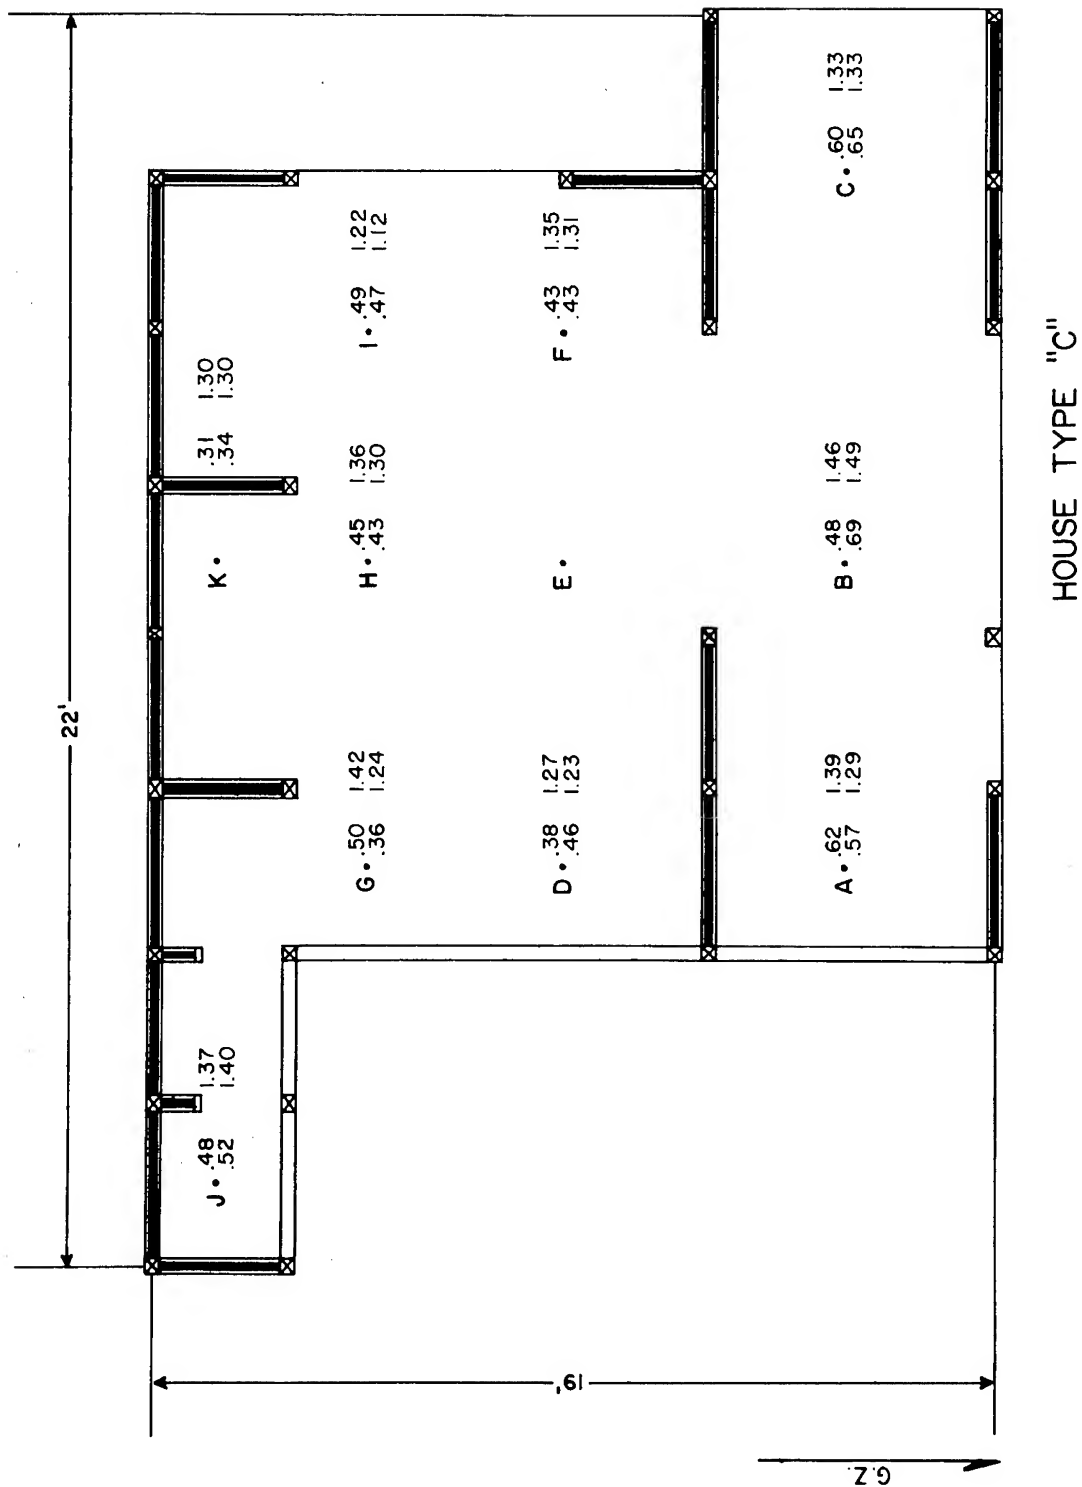 22'
19'
J • .48 1.37
.52 1.40
K • .31 1.30
.34 1.30
G • .50 1.42
.36 1.24
H • .45 1.36
.43 1.30
I • .49 1.22
.47 1.12
D • .38 1.27
.46 1.23
E •
F • .43 1.35
.43 1.31
A • .62 1.39
.57 1.29
B • .48 1.46
.69 1.49
C • .60 1.33
.65 1.33
G.Z.
HOUSE TYPE "C"